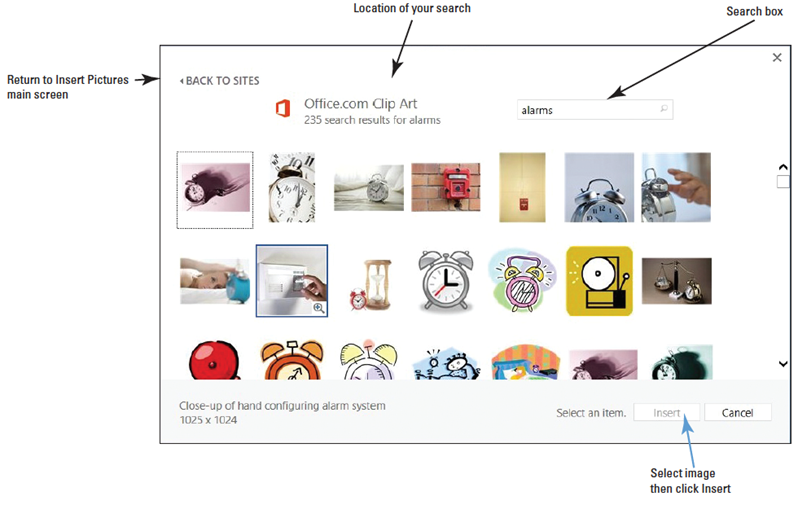 Location of your search
Search box
Return to Insert Pictures
main screen
BACK TO SITES
Office.com Clip Art
235 search results for alarms
alarms
Close-up of hand configuring alarm system
1025 x 1024
Select an item.
Insert
Cancel
Select image
then click Insert